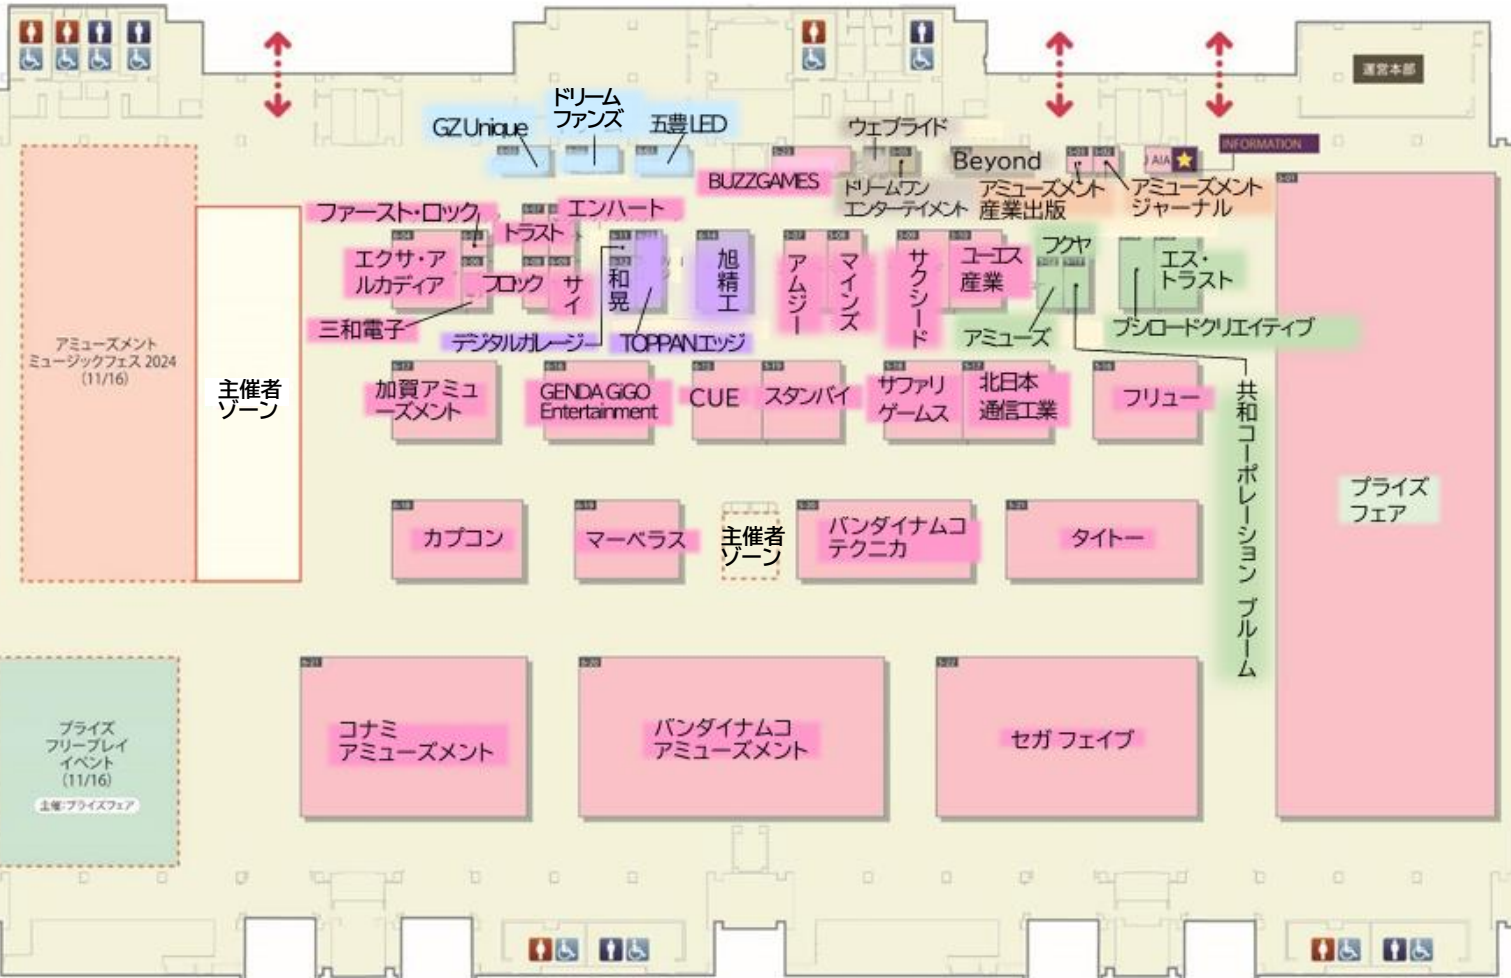 運営本部
ドリーム
ファンズ
GZ Unique
五豊LED
ウェブライド
INFORMATION
BUZZGAMES
Beyond
AIA
ドリームワン
エンターテイメント
アミューズメント
産業出版
アミューズメント
ジャーナル
ファースト・ロック
エンハート
トラスト
エクサ・ア
ルカディア
フロック
サイ
和晃
旭精工
アムジー
マインズ
サクシード
ユーエス
産業
フクヤ
エス・
トラスト
三和電子
デジタルガレージ
TOPPANエッジ
アミューズ
ブシロードクリエイティブ
アミューズメント
ミュージックフェス 2024
(11/16)
主催者
ゾーン
加賀アミュ
ーズメント
GENDA GiGO
Entertainment
CUE
スタンバイ
サファリ
ゲームス
北日本
通信工業
フリュー
共和コーポレーション ブルーム
プライズ
フェア
カプコン
マーベラス
主催者
ゾーン
バンダイナムコ
テクニカ
タイトー
プライズ
フリープレイ
イベント
(11/16)
主催:プライズフェア
コナミ
アミューズメント
バンダイナムコ
アミューズメント
セガ フェイブ